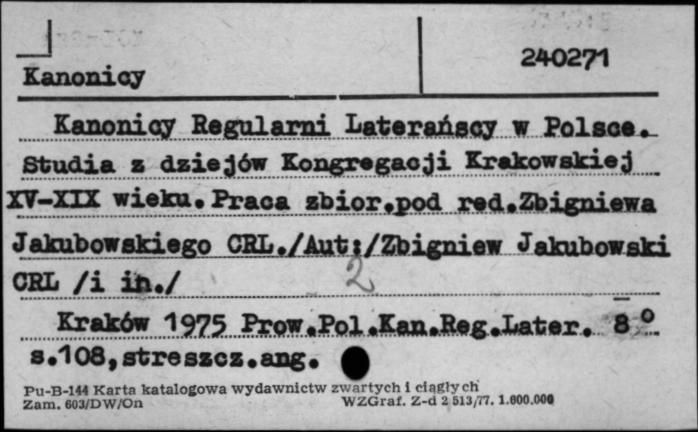 240271
Kanonicy
Kanonicy Regularni Laterańscy w Polsce.
Studia z dziejów Kongregacji Krakowskiej
XV-XIX wieku. Praca zbior.pod red.Zbigniewa
Jakubowskiego CRL./Aut:/Zbigniew Jakubowski
CRL /i in./
2
Kraków 1975 Prow.Pol.Kan.Reg.Later. 8°
s.108,streszcz.ang.
Pu-B-144 Karta katalogowa wydawnictw zwartych i ciągłych
Zam. 603/DW/On WZGraf. Z-d 2 513/77. 1.600.000